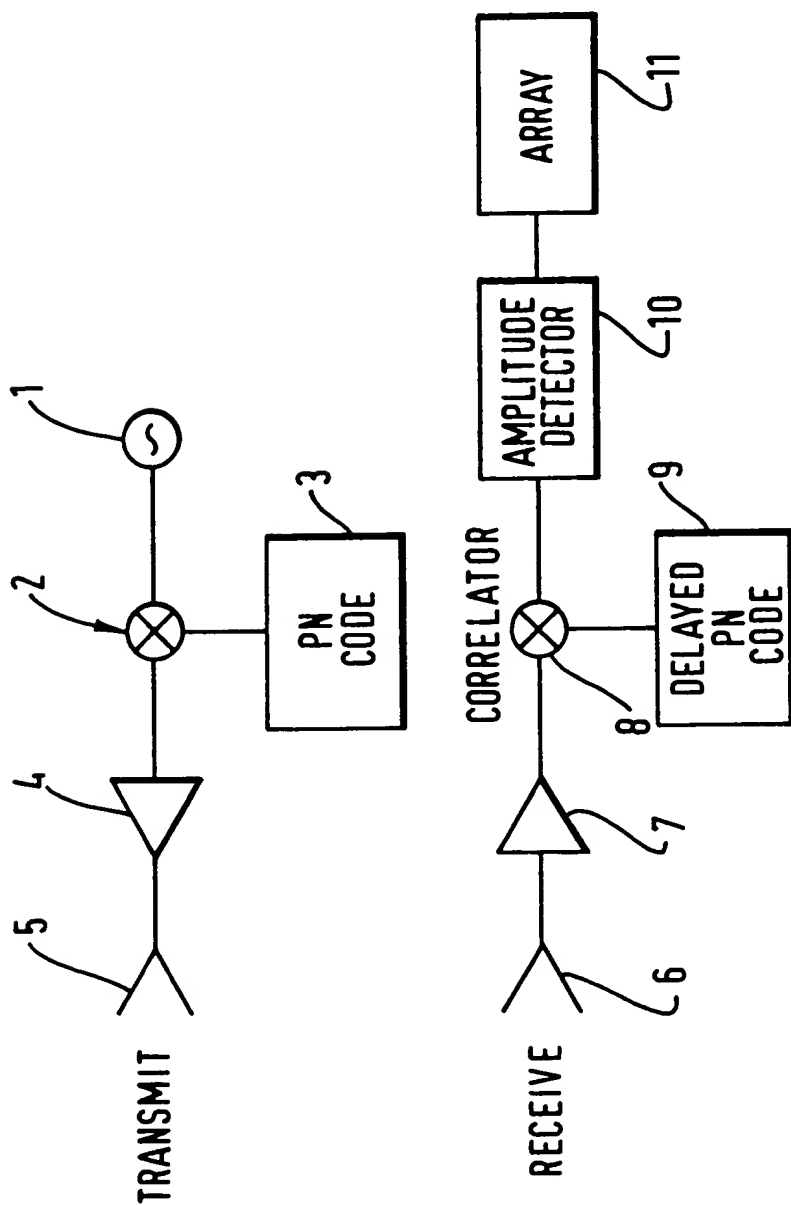 TRANSMIT
5
4
2
1
PN
CODE
3
RECEIVE
6
7
CORRELATOR
8
DELAYED
PN
CODE
9
AMPLITUDE
DETECTOR
10
ARRAY
11